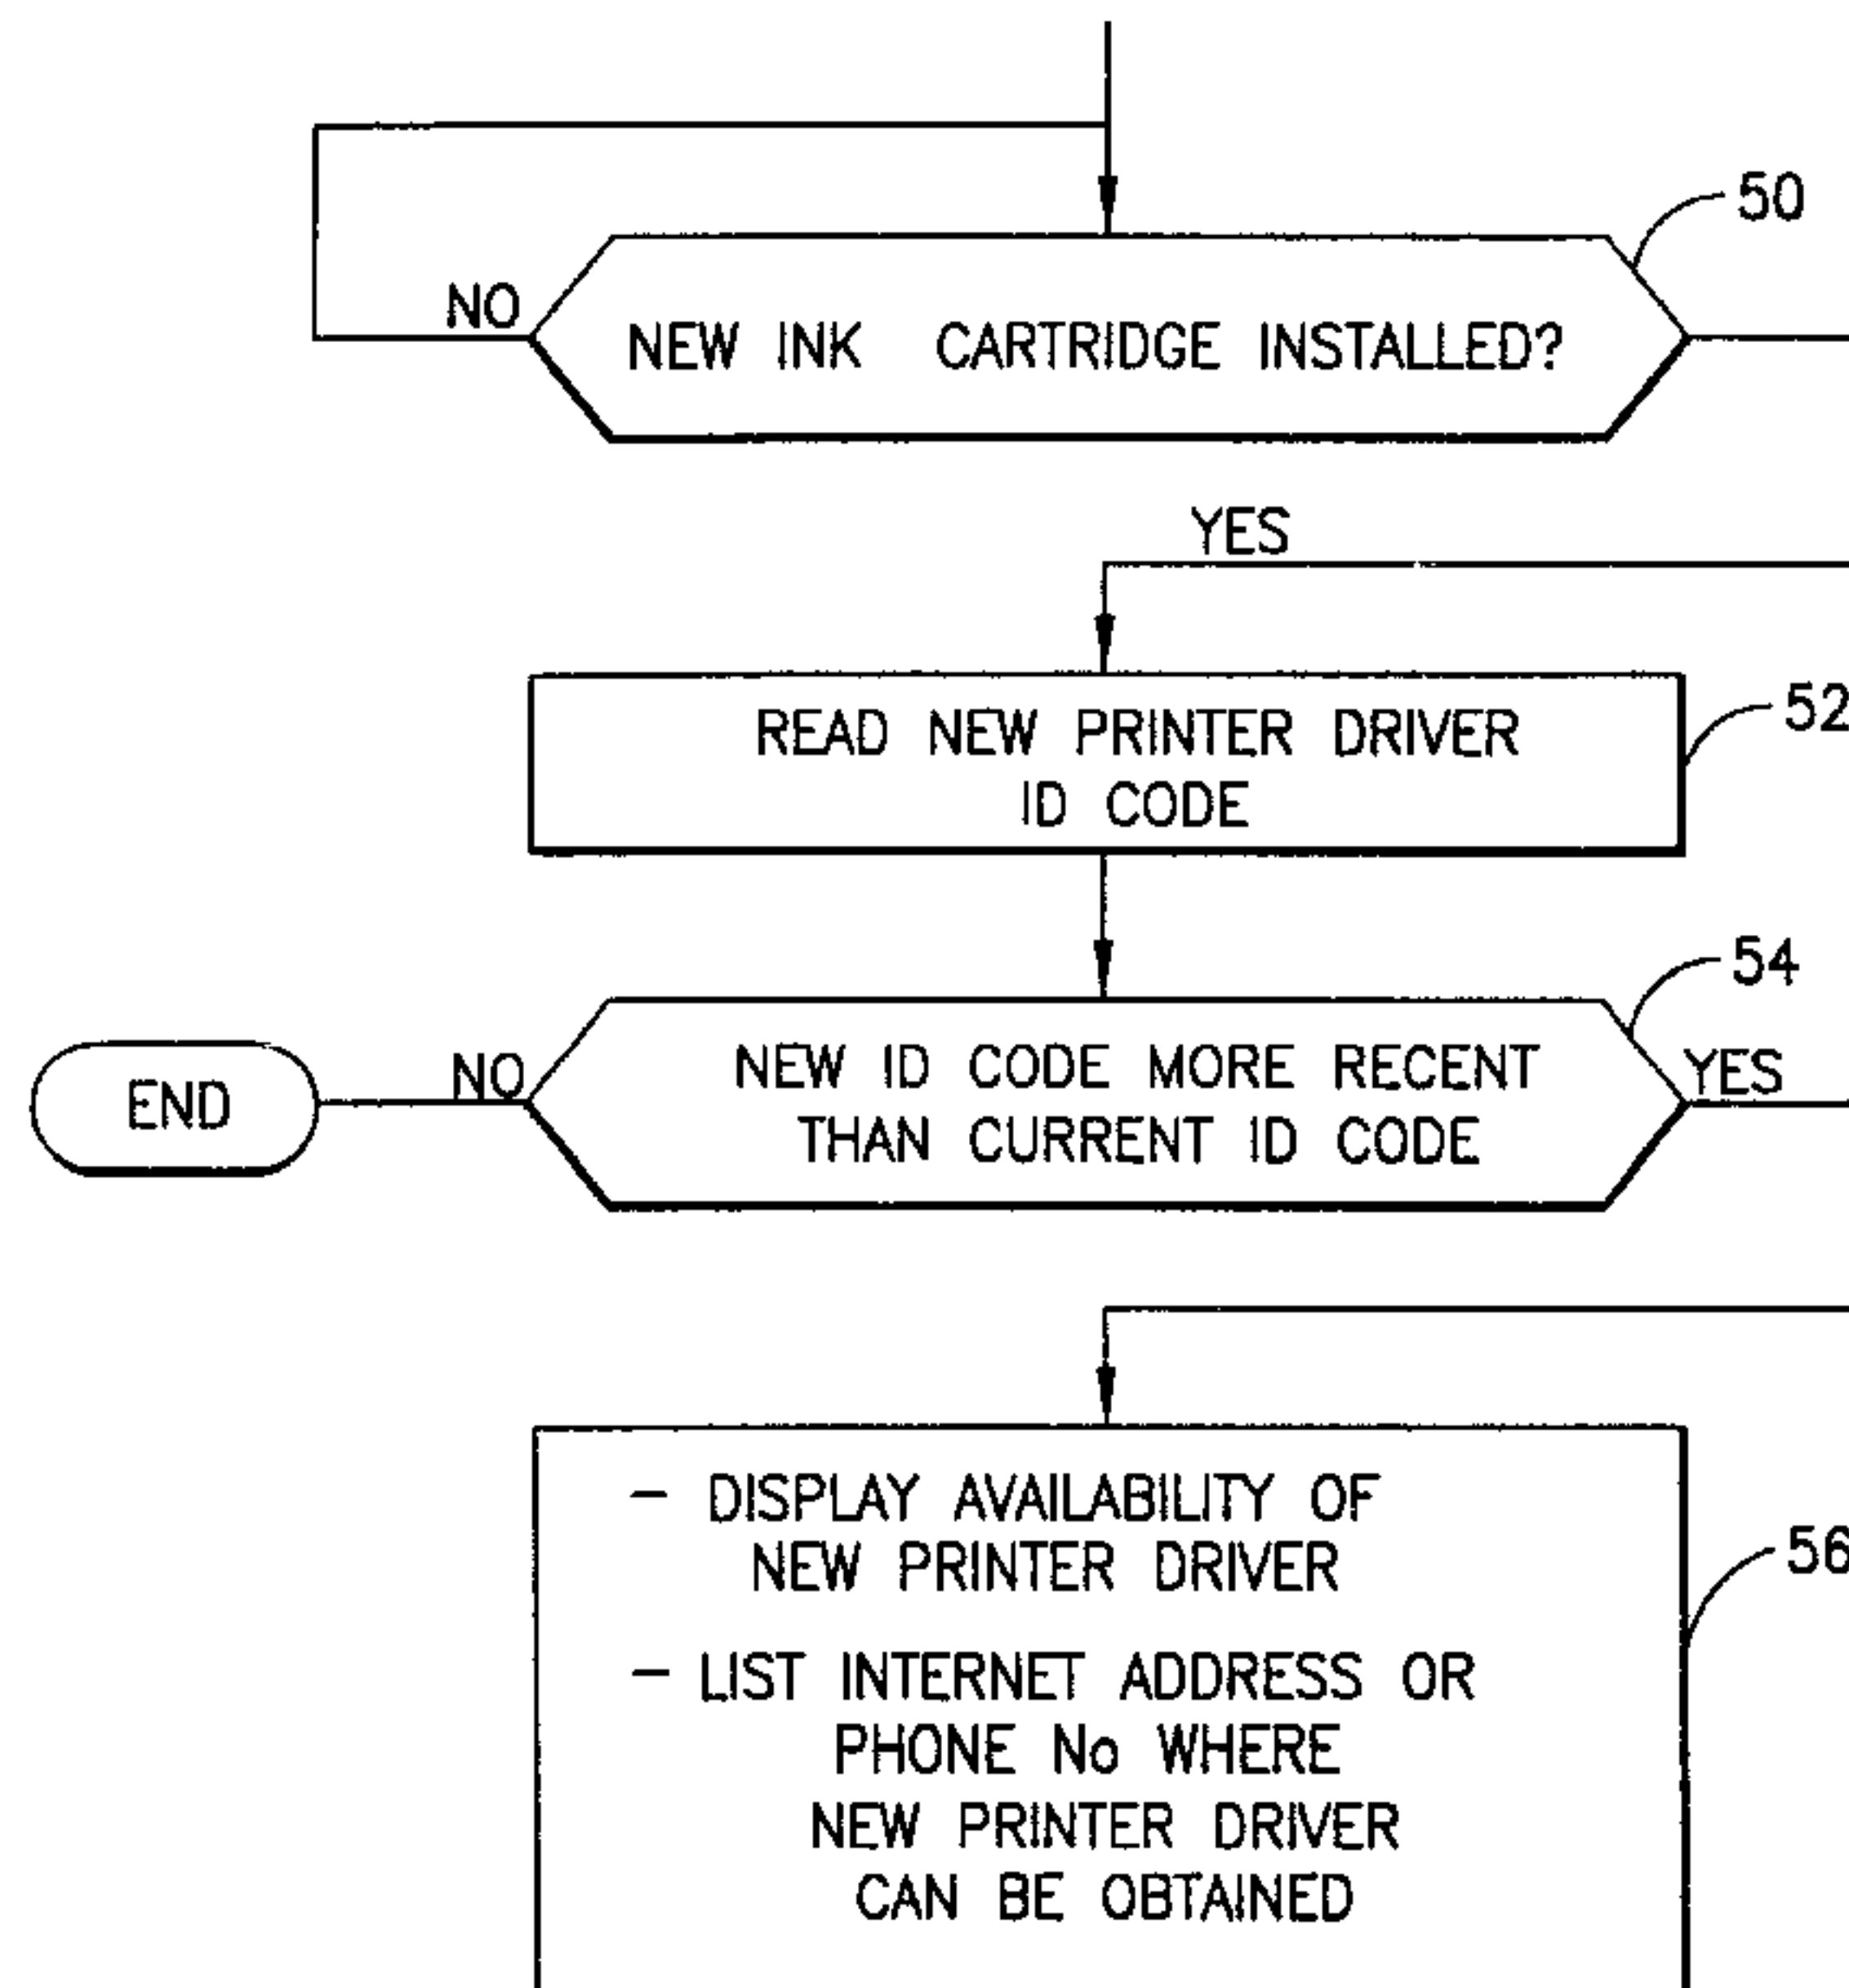 50
NO
NEW INK CARTRIDGE INSTALLED?
YES
READ NEW PRINTER DRIVER
ID CODE
52
54
NO
NEW ID CODE MORE RECENT
THAN CURRENT ID CODE
YES
END
- DISPLAY AVAILABILITY OF
NEW PRINTER DRIVER
56
- LIST INTERNET ADDRESS OR
PHONE No WHERE
NEW PRINTER DRIVER
CAN BE OBTAINED